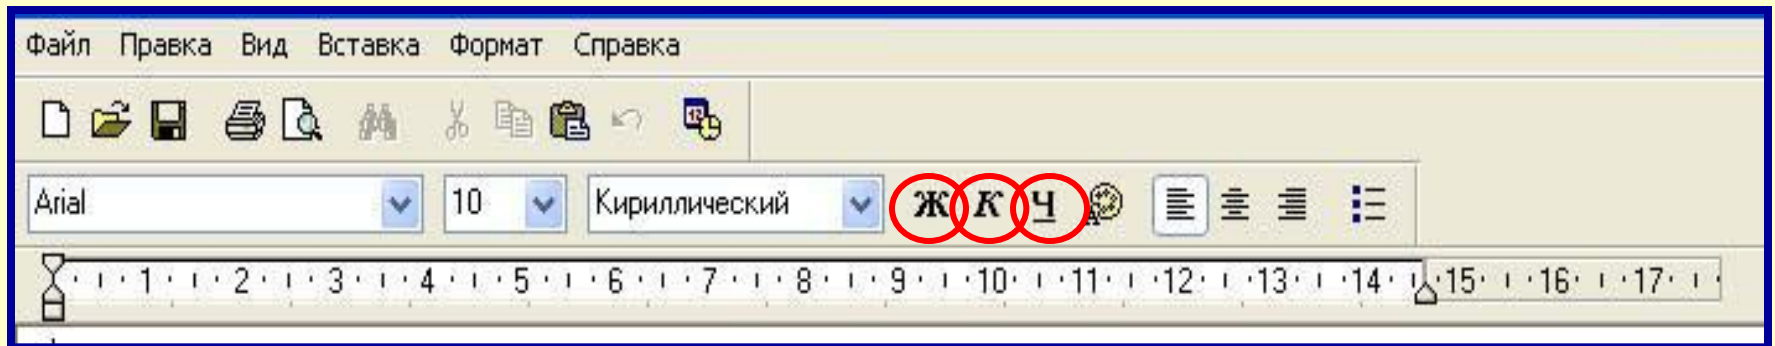 Файл Правка Вид Вставка Формат Справка
12
Arial 10 Кириллический Ж К Ч
1 2 3 4 5 6 7 8 9 10 11 12 13 14 15 16 17